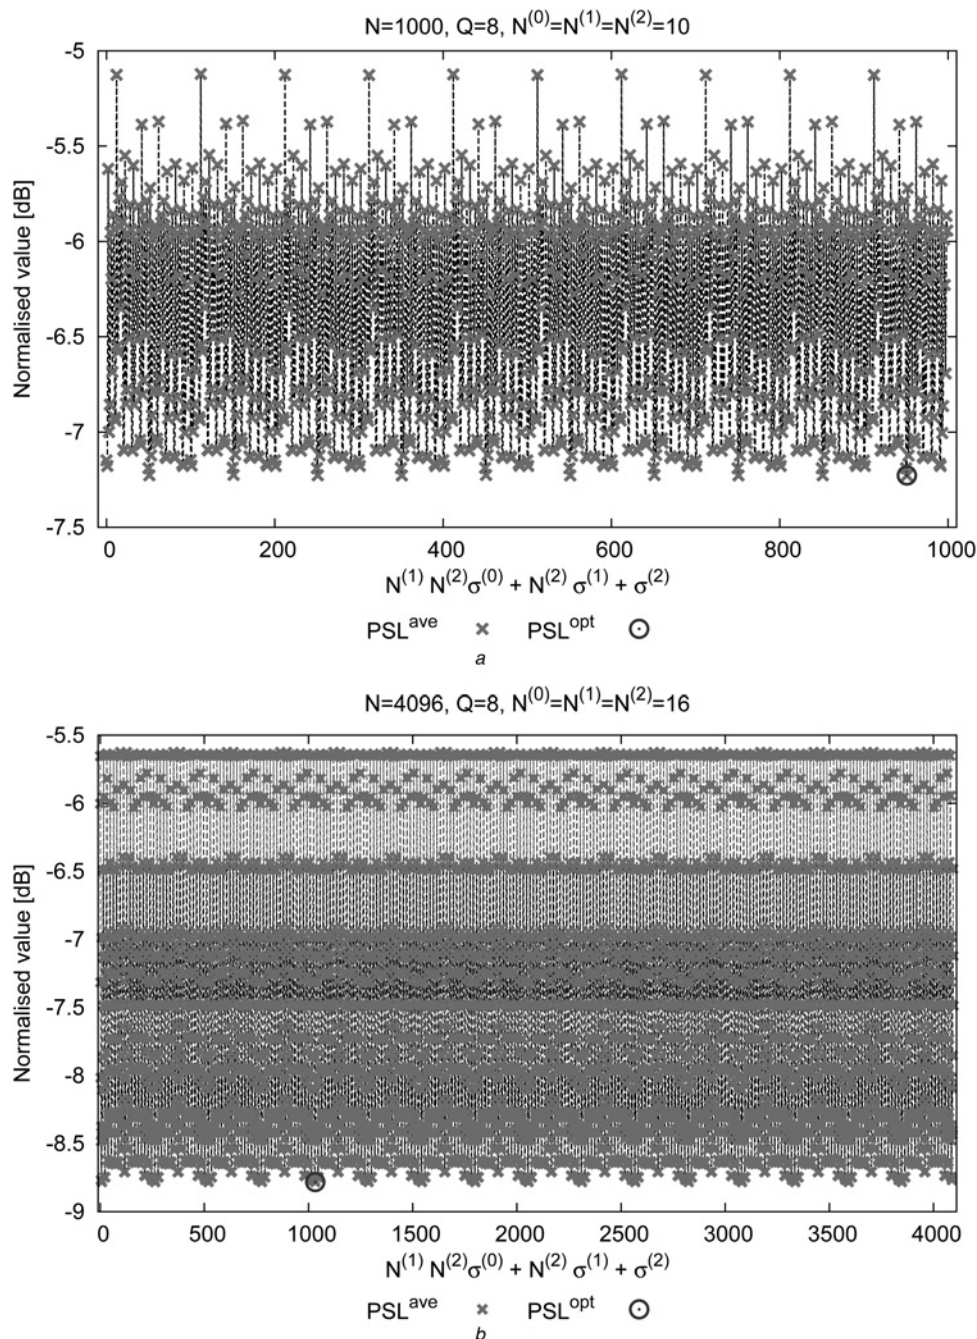 N=1000, Q=8, N(0)=N(1)=N(2)=10
-5
-5.5
-6
-6.5
-7
-7.5
Normalised value [dB]
0 200 400 600 800 1000
N(1) N(2)σ(0) + N(2) σ(1) + σ(2)
PSLave PSLopt
a
N=4096, Q=8, N(0)=N(1)=N(2)=16
-5.5
-6
-6.5
-7
-7.5
-8
-8.5
-9
Normalised value [dB]
0 500 1000 1500 2000 2500 3000 3500 4000
N(1) N(2)σ(0) + N(2) σ(1) + σ(2)
PSLave PSLopt
b